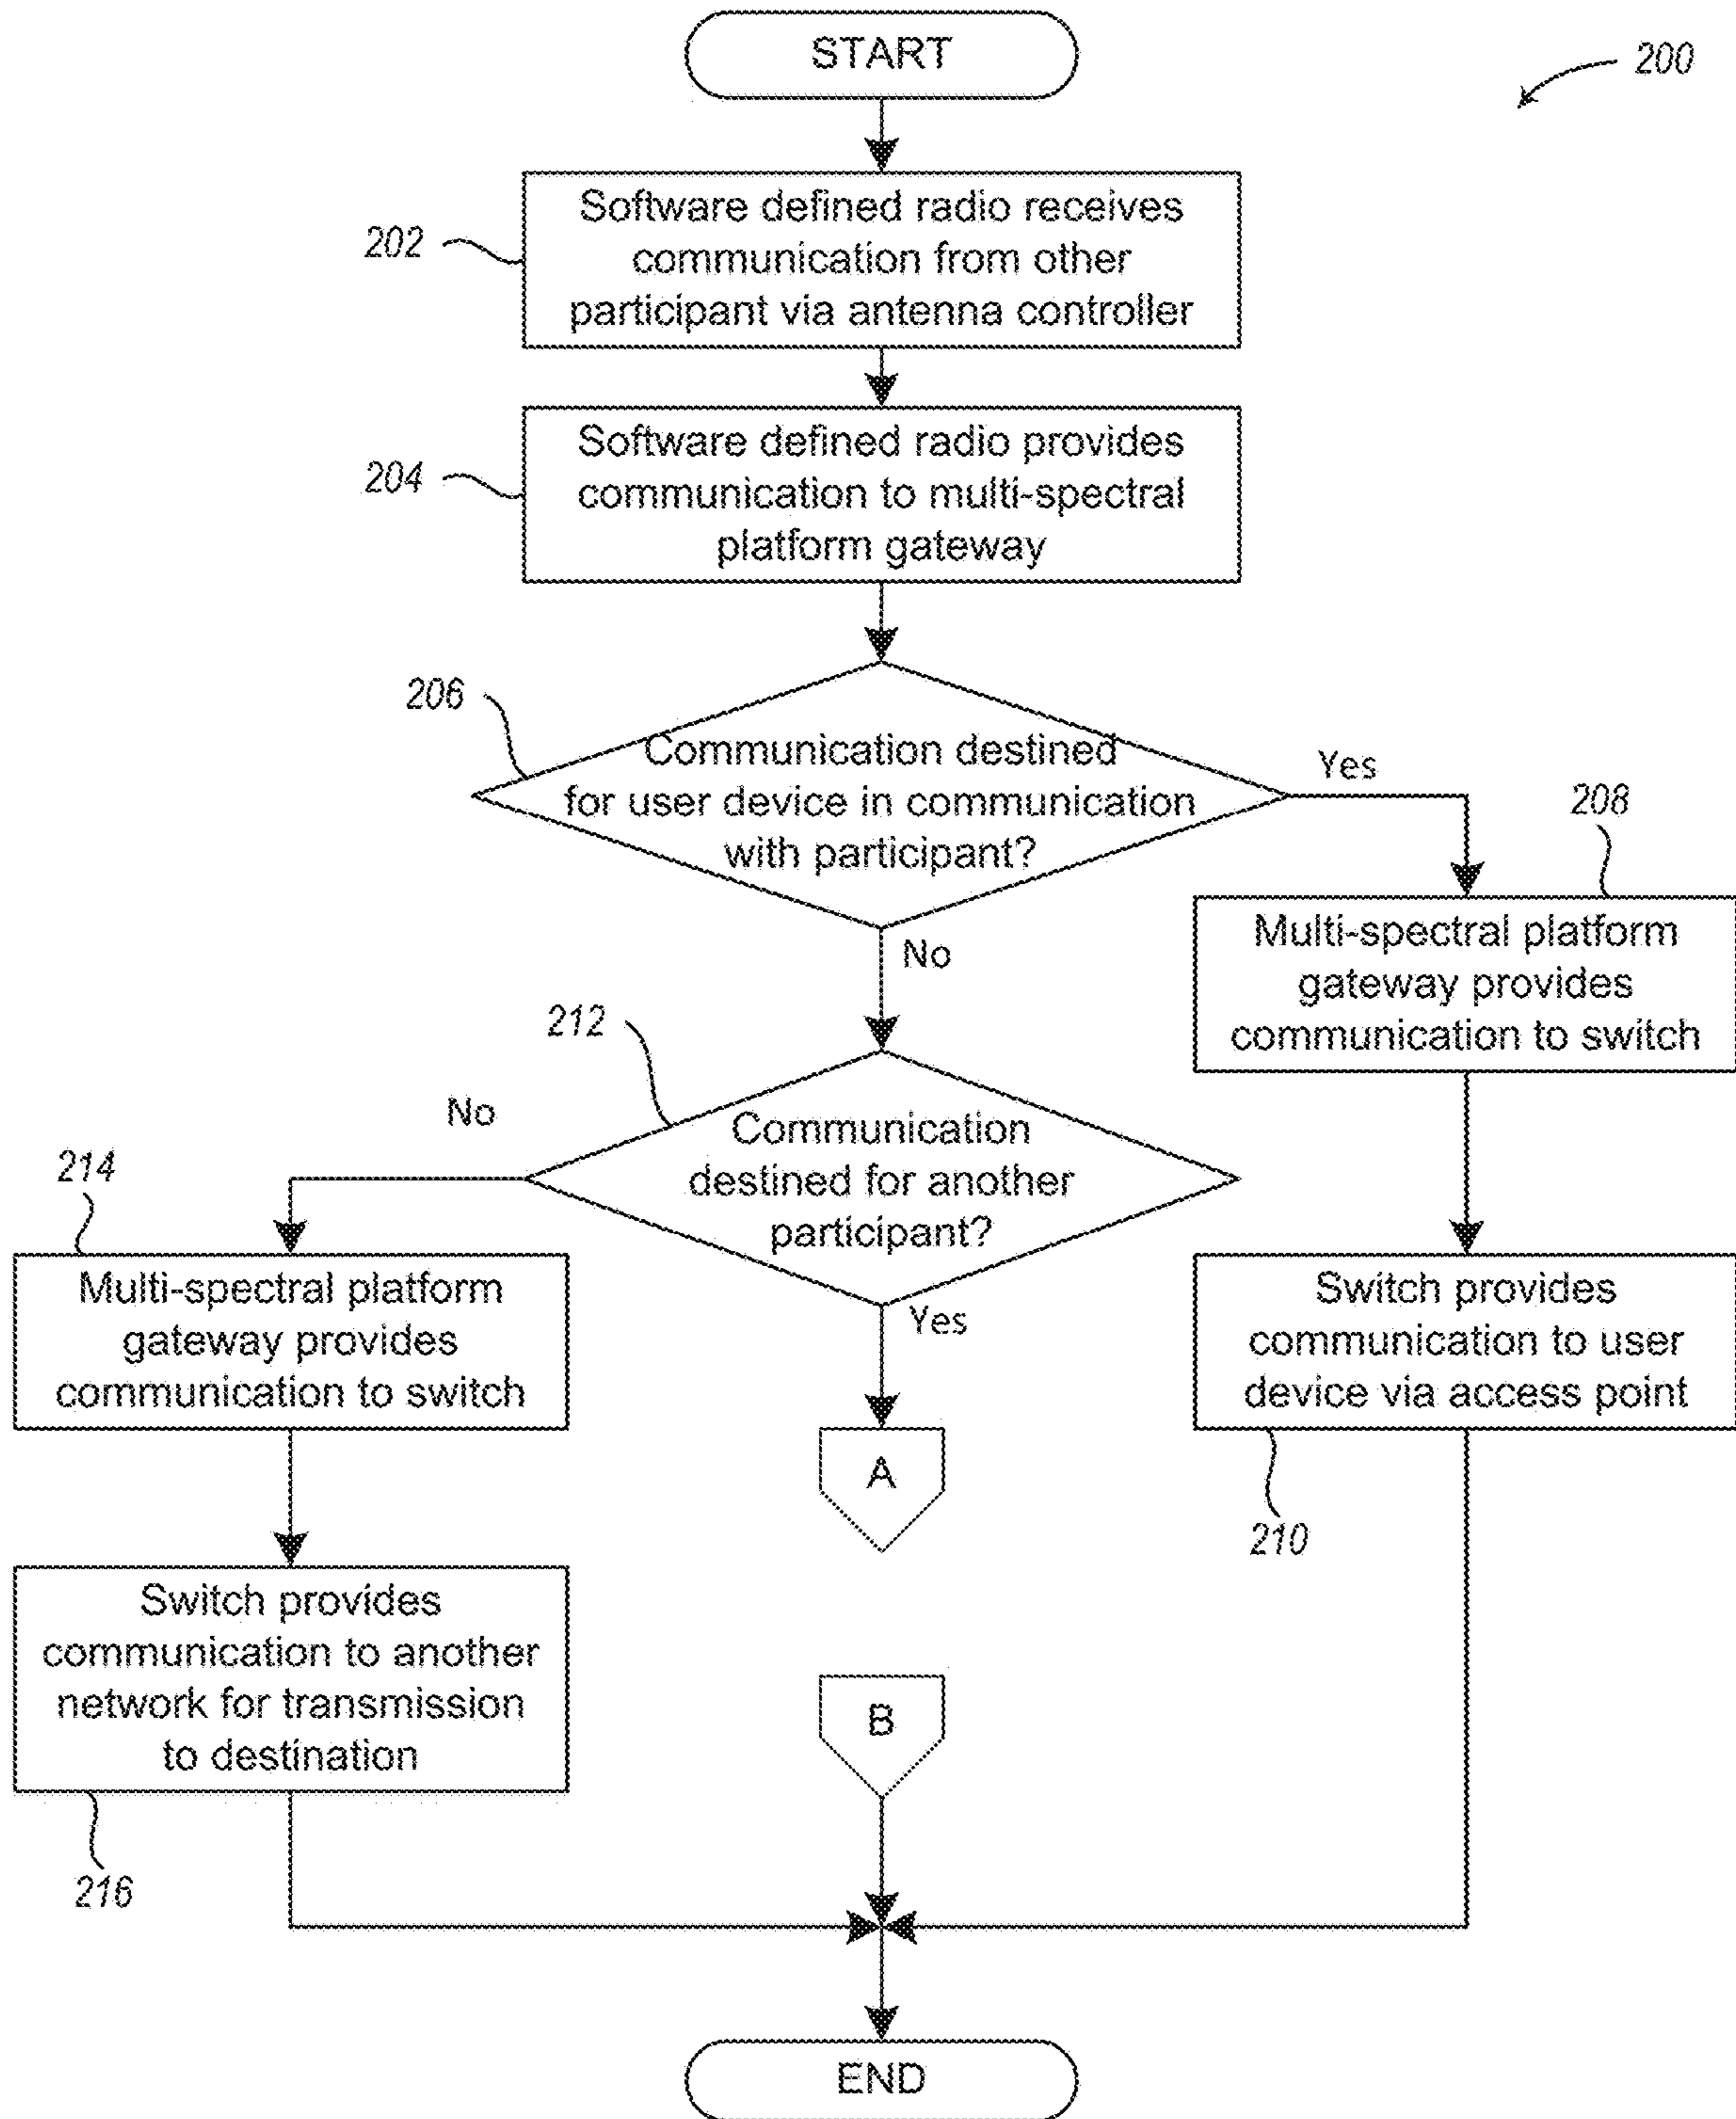 START
200
202
Software defined radio receives
communication from other
participant via antenna controller
204
Software defined radio provides
communication to multi-spectral
platform gateway
206
Communication destined
for user device in communication
with participant?
Yes
208
Multi-spectral platform
gateway provides
communication to switch
No
212
Communication
destined for another
participant?
No
214
Multi-spectral platform
gateway provides
communication to switch
Yes
A
Switch provides
communication to user
device via access point
210
Switch provides
communication to another
network for transmission
to destination
216
B
END